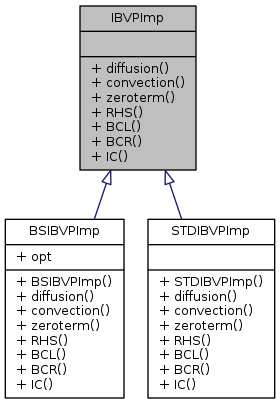 IBVPImp
+ diffusion()
+ convection()
+ zeroterm()
+ RHS()
+ BCL()
+ BCR()
+ IC()
BSIBVPImp
+ opt
+ BSIBVPImp()
+ diffusion()
+ convection()
+ zeroterm()
+ RHS()
+ BCL()
+ BCR()
+ IC()
STDIBVPImp
+ STDIBVPImp()
+ diffusion()
+ convection()
+ zeroterm()
+ RHS()
+ BCL()
+ BCR()
+ IC()